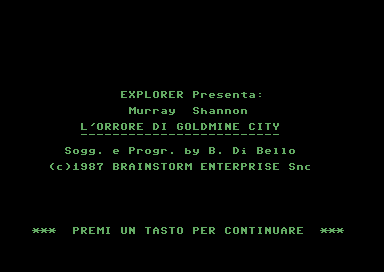 EXPLORER Presenta:
Murray  Shannon
L'ORRORE DI GOLDMINE CITY
Sogg. e Progr. by B. Di Bello
(c)1987 BRAINSTORM ENTERPRISE Snc
***  PREMI UN TASTO PER CONTINUARE  ***